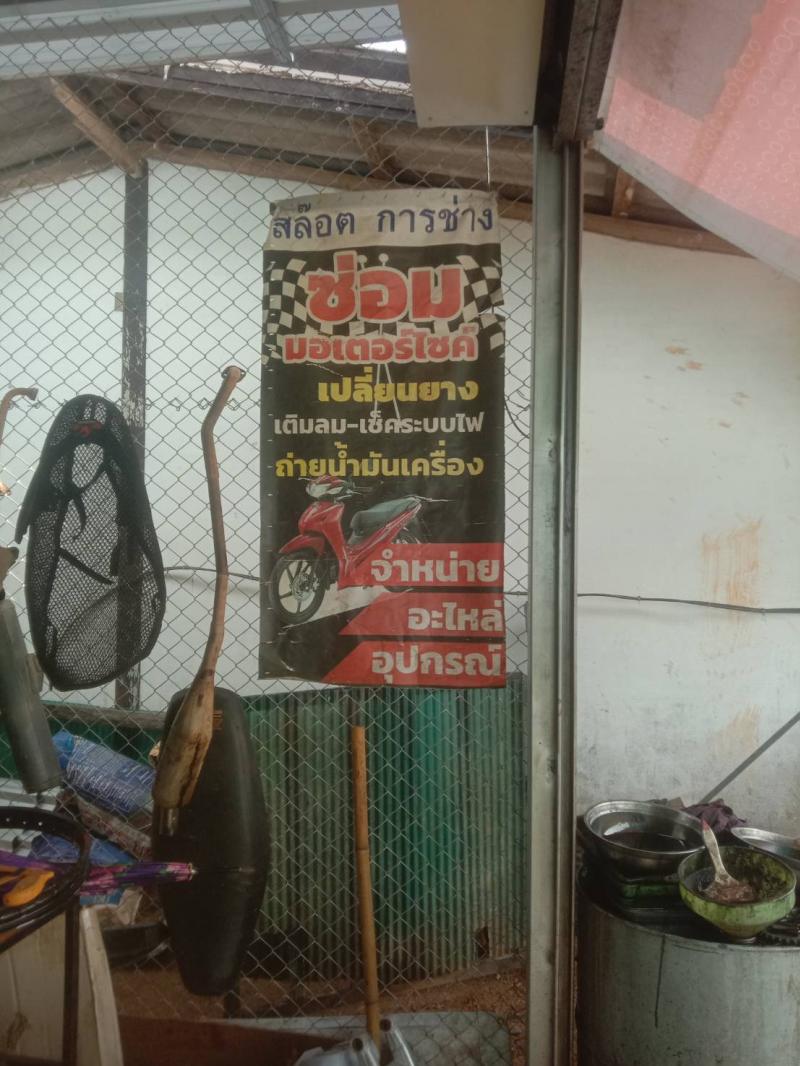 สล๊อต การช่าง
ซ่อม
มอเตอร์ไซค์
เปลี่ยนยาง
เติมลม-เช็คระบบไฟ
ถ่ายน้ำมันเครื่อง
จำหน่าย
อะไหล่
อุปกรณ์